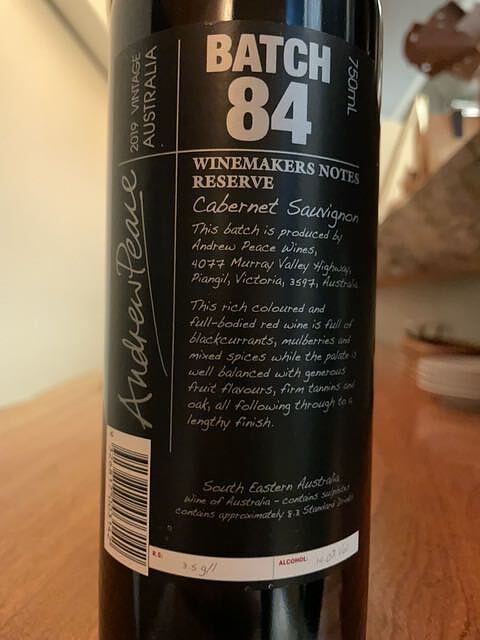 BATCH
84
750mL
2019 VINTAGE
AUSTRALIA
Andrew Peace
WINEMAKERS NOTES
RESERVE
Cabernet Sauvignon
This batch is produced by
Andrew Peace Wines,
4077 Murray Valley Highway,
Piangil, Victoria, 3597, Australia
This rich coloured and
full-bodied red wine is full of
blackcurrants, mulberries and
mixed spices while the palate is
well balanced with generous
fruit flavours, firm tannins and
oak, all following through to a
lengthy finish.
South Eastern Australia
Wine of Australia - contains sulphites
contains approximately 8.3 Standard Drinks
R.S: 3.5 g/l
ALCOHOL: Vol